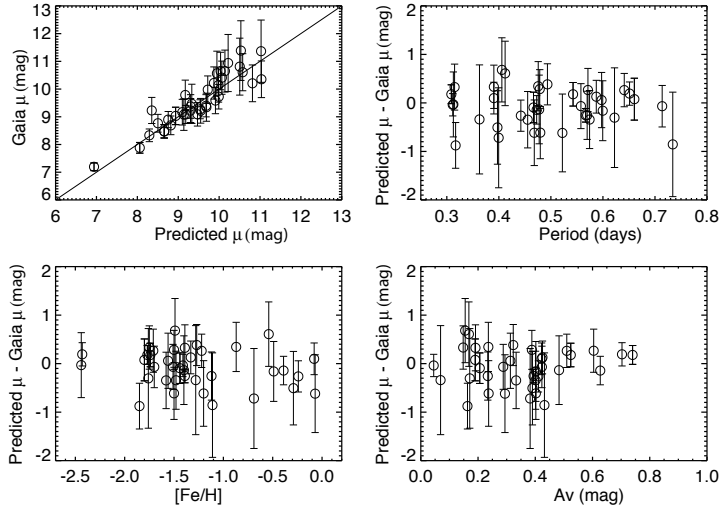 13
12
11
10
9
8
7
6
Gaia μ (mag)
6 7 8 9 10 11 12 13
Predicted μ (mag)
2
1
0
-1
-2
Predicted μ - Gaia μ (mag)
0.3 0.4 0.5 0.6 0.7 0.8
Period (days)
2
1
0
-1
-2
Predicted μ - Gaia μ (mag)
-2.5 -2.0 -1.5 -1.0 -0.5 0.0
[Fe/H]
2
1
0
-1
-2
Predicted μ - Gaia μ (mag)
0.0 0.2 0.4 0.6 0.8 1.0
Av (mag)